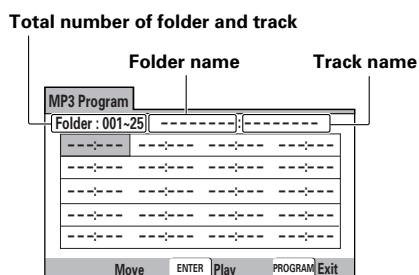 Total number of folder and track
Folder name Track name
MP3 Program
Folder : 001~25 --------:--------
---:--- ---:--- ---:--- ---:---
---:--- ---:--- ---:--- ---:---
---:--- ---:--- ---:--- ---:---
---:--- ---:--- ---:--- ---:---
---:--- ---:--- ---:--- ---:---
Move ENTER Play PROGRAM Exit